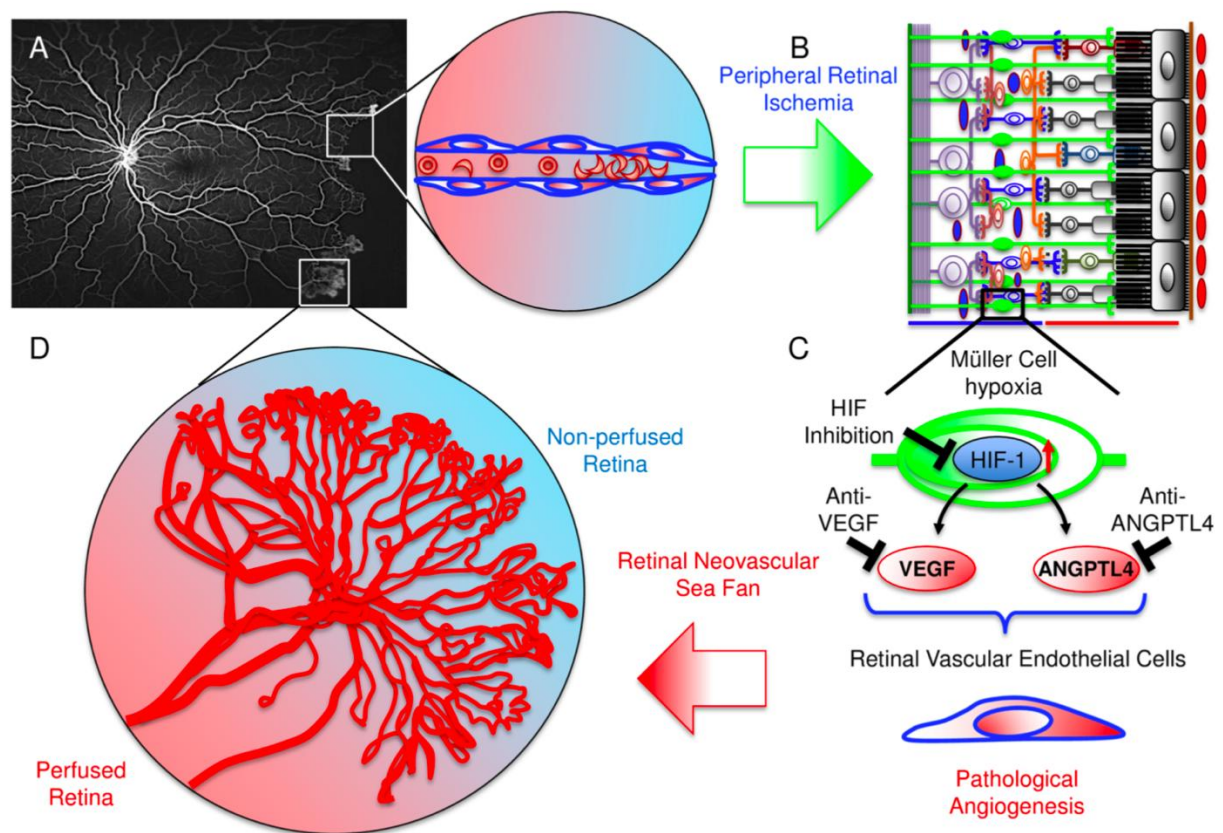 A
B
Peripheral Retinal
Ischemia
C
Müller Cell
hypoxia
HIF
Inhibition
HIF-1
Anti-
VEGF
Anti-
ANGPTL4
VEGF
ANGPTL4
Retinal Vascular Endothelial Cells
Pathological
Angiogenesis
D
Non-perfused
Retina
Retinal Neovascular
Sea Fan
Perfused
Retina